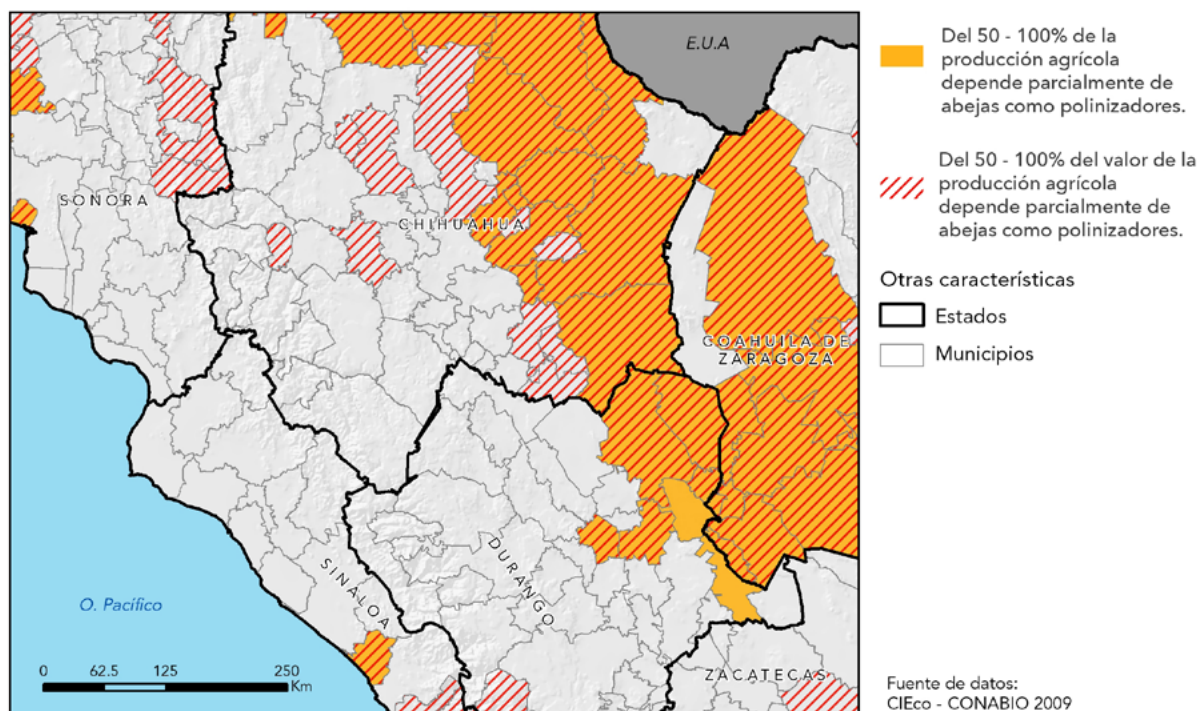 E.U.A
SONORA
CHIHUAHUA
COAHUILA DE
ZARAGOZA
DURANGO
SINALOA
O. Pacífico
ZACATECAS
0 62.5 125 250
Km
Del 50 - 100% de la
producción agrícola
depende parcialmente de
abejas como polinizadores.
Del 50 - 100% del valor de la
producción agrícola
depende parcialmente de
abejas como polinizadores.
Otras características
Estados
Municipios
Fuente de datos:
CIEco - CONABIO 2009